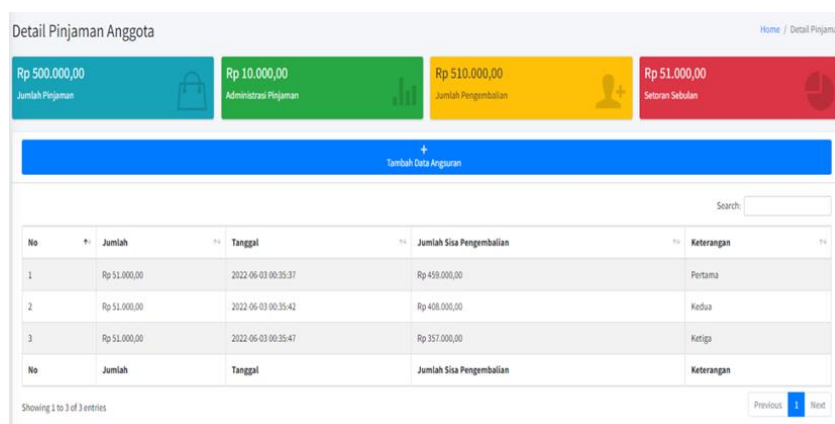 Detail Pinjaman Anggota
Home / Detail Pinjama
Rp 500.000,00
Jumlah Pinjaman
Rp 10.000,00
Administrasi Pinjaman
Rp 510.000,00
Jumlah Pengembalian
Rp 51.000,00
Setoran Sebulan
+
Tambah Data Angsuran
Search:
No Jumlah Tanggal Jumlah Sisa Pengembalian Keterangan
1 Rp 51.000,00 2022-06-03 00:35:37 Rp 459.000,00 Pertama
2 Rp 51.000,00 2022-06-03 00:35:42 Rp 408.000,00 Kedua
3 Rp 51.000,00 2022-06-03 00:35:47 Rp 357.000,00 Ketiga
No Jumlah Tanggal Jumlah Sisa Pengembalian Keterangan
Showing 1 to 3 of 3 entries
Previous 1 Next